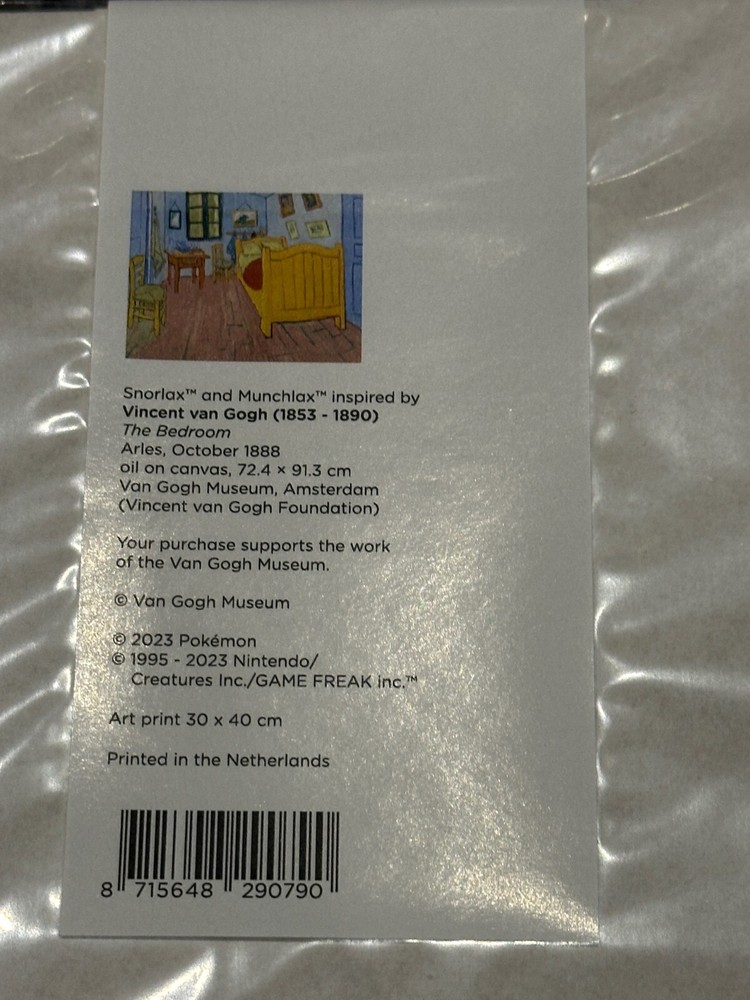 Snorlax™ and Munchlax™ inspired by
Vincent van Gogh (1853 - 1890)
The Bedroom
Arles, October 1888
oil on canvas, 72.4 × 91.3 cm
Van Gogh Museum, Amsterdam
(Vincent van Gogh Foundation)
Your purchase supports the work
of the Van Gogh Museum.
© Van Gogh Museum
© 2023 Pokémon
© 1995 - 2023 Nintendo/
Creatures Inc./GAME FREAK inc.™
Art print 30 x 40 cm
Printed in the Netherlands
8 715648 290790